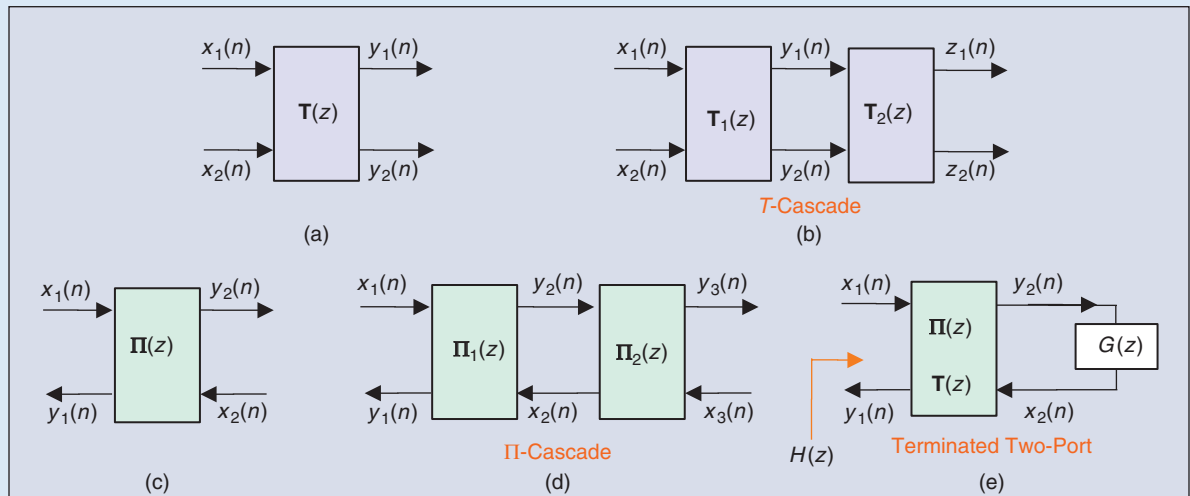 x₁(n) y₁(n)
T(z)
x₂(n) y₂(n)
(a)
x₁(n) y₁(n) z₁(n)
T₁(z) T₂(z)
x₂(n) y₂(n) z₂(n)
T-Cascade
(b)
x₁(n) y₂(n)
Π(z)
y₁(n) x₂(n)
(c)
x₁(n) y₂(n) y₃(n)
Π₁(z) Π₂(z)
y₁(n) x₂(n) x₃(n)
Π-Cascade
(d)
x₁(n) y₂(n)
Π(z)
G(z)
T(z)
y₁(n) x₂(n)
H(z)
Terminated Two-Port
(e)